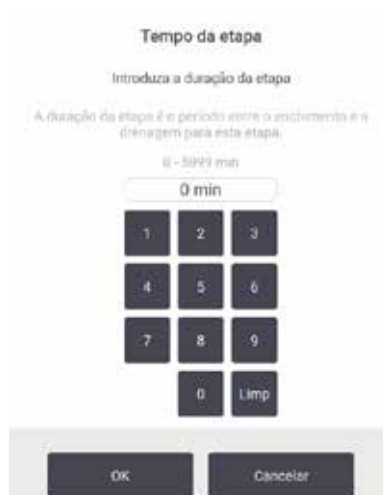 Tempo da etapa
Introduza a duração da etapa
A duração da etapa é o período entre o enchimento e a
drenagem para esta etapa.
0 - 5999 min
0 min
1 2 3
4 5 6
7 8 9
0 Limp
OK Cancelar